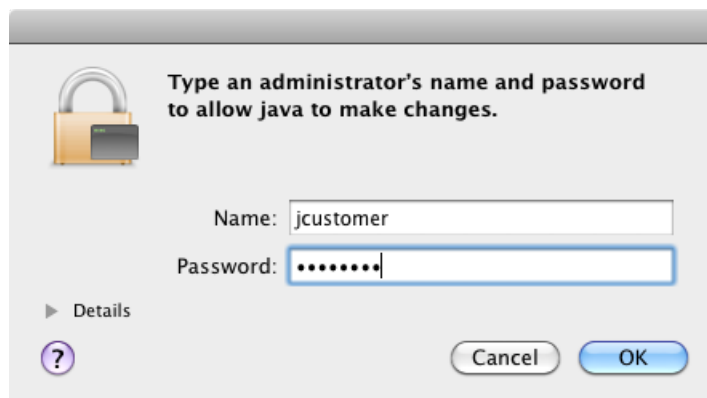 Type an administrator's name and password
to allow java to make changes.
Name: jcustomer
Password: ••••••••
Details
?
Cancel OK